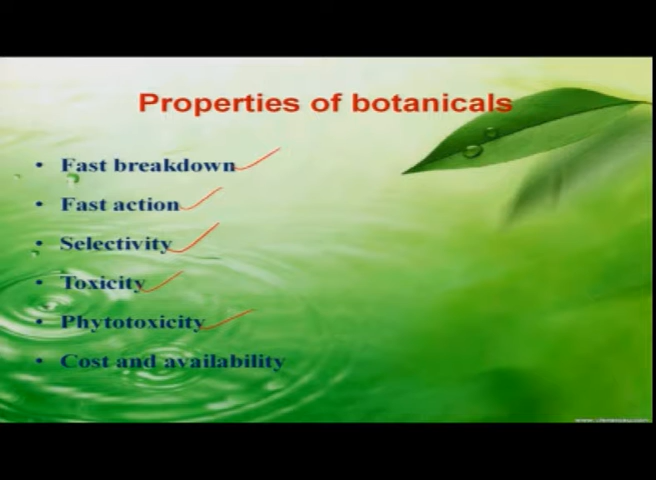 Properties of botanicals
• Fast breakdown
• Fast action
• Selectivity
• Toxicity
• Phytotoxicity
• Cost and availability